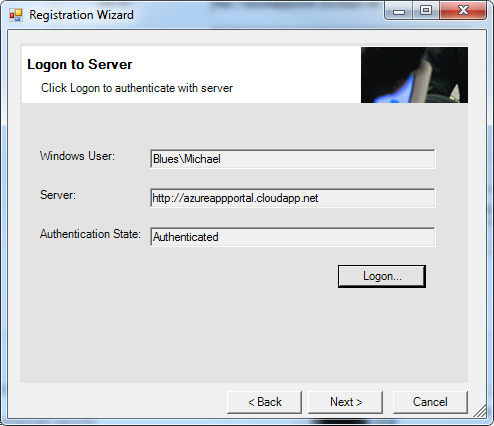 Registration Wizard
Logon to Server
Click Logon to authenticate with server
Windows User: Blues\Michael
Server: http://azureappportal.cloudapp.net
Authentication State: Authenticated
Logon...
< Back Next > Cancel